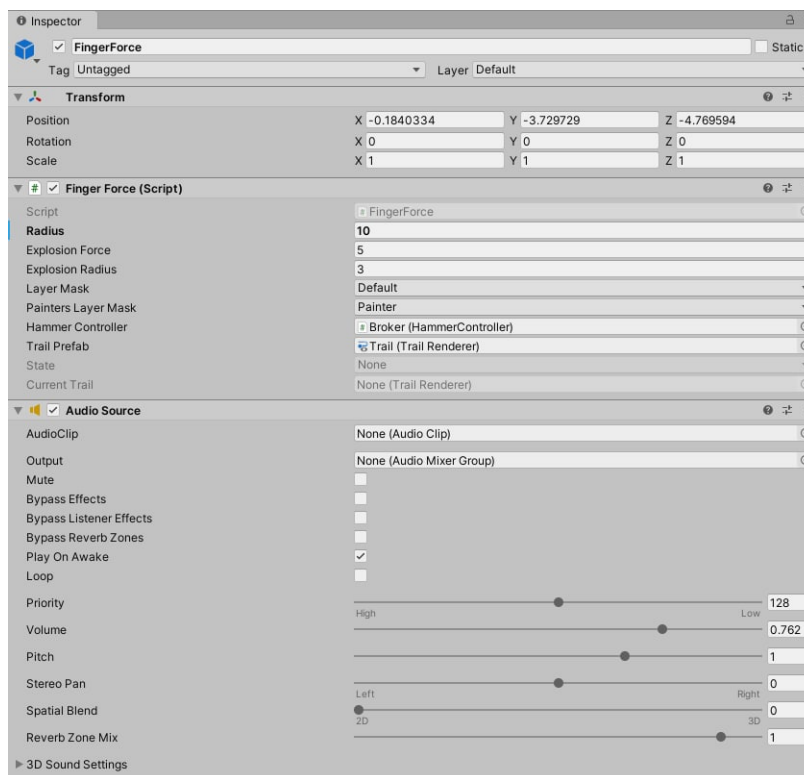 Inspector
FingerForce Static
Tag Untagged Layer Default
Transform
Position X -0.1840334 Y -3.729729 Z -4.769594
Rotation X 0 Y 0 Z 0
Scale X 1 Y 1 Z 1
# Finger Force (Script)
Script # FingerForce
Radius 10
Explosion Force 5
Explosion Radius 3
Layer Mask Default
Painters Layer Mask Painter
Hammer Controller # Broker (HammerController)
Trail Prefab Trail (Trail Renderer)
State None
Current Trail None (Trail Renderer)
Audio Source
AudioClip None (Audio Clip)
Output None (Audio Mixer Group)
Mute
Bypass Effects
Bypass Listener Effects
Bypass Reverb Zones
Play On Awake
Loop
Priority 128
High Low
Volume 0.762
Pitch 1
Stereo Pan 0
Left Right
Spatial Blend 0
2D 3D
Reverb Zone Mix 1
3D Sound Settings